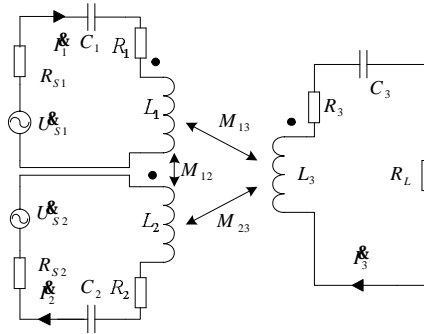 I&₁ C₁ R₁
R_S1
U&_S1
L₁
M₁₃
M₁₂
U&_S2
L₂
M₂₃
R_S2
I&₂ C₂ R₂
C₃
R₃
L₃
R_L
I&₃